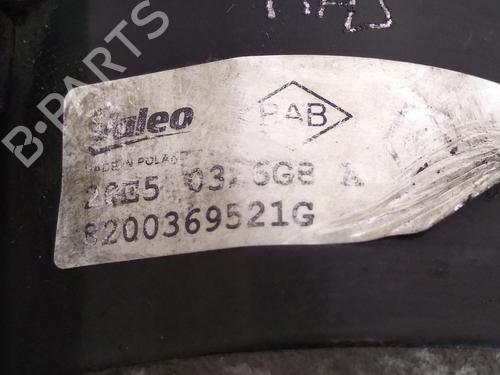 B-PARTS
Valeo
RAB
MADE IN POLAND
8200369521G